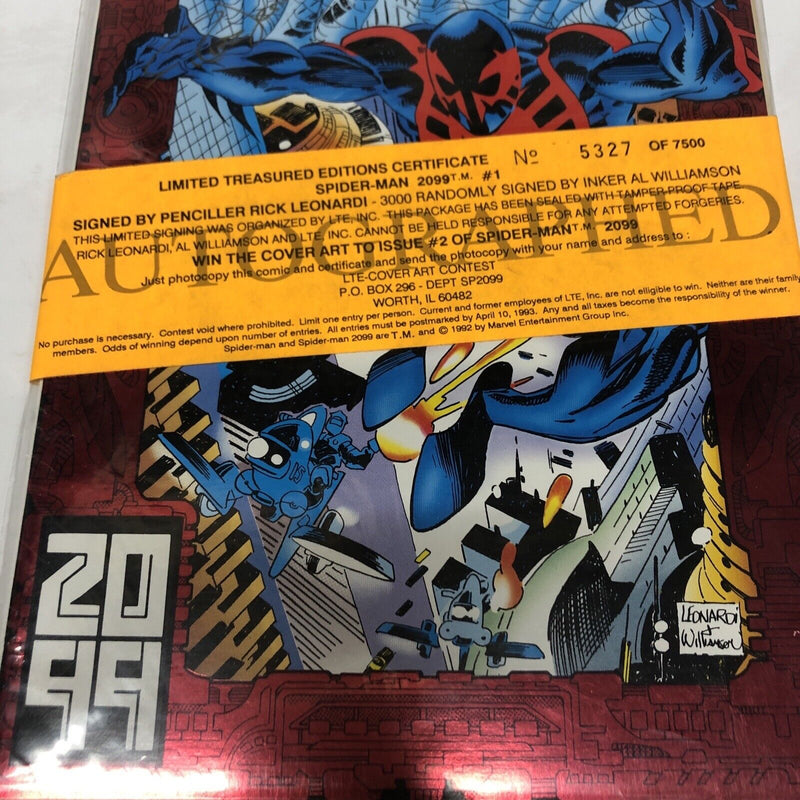 LIMITED TREASURED EDITIONS CERTIFICATE Nº 5327 OF 7500
SPIDER-MAN 2099T.M. #1
SIGNED BY PENCILLER RICK LEONARDI - 3000 RANDOMLY SIGNED BY INKER AL WILLIAMSON
THIS LIMITED SIGNING WAS ORGANIZED BY LTE, INC. THIS PACKAGE HAS BEEN SEALED WITH TAMPER-PROOF TAPE
RICK LEONARDI, AL WILLIAMSON AND LTE, INC. CANNOT BE HELD RESPONSIBLE FOR ANY ATTEMPTED FORGERIES.
AUTOGRAPHED
WIN THE COVER ART TO ISSUE #2 OF SPIDER-MANT.M. 2099
Just photocopy this comic and certificate and send the photocopy with your name and address to :
LTE-COVER ART CONTEST
P.O. BOX 296 - DEPT SP2099
WORTH, IL 60482
No purchase is necessary. Contest void where prohibited. Limit one entry per person. Current and former employees of LTE, Inc. are not elligible to win. Neither are their family
members. Odds of winning depend upon number of entries. All entries must be postmarked by April 10, 1993. Any and all taxes become the responsibility of the winner.
Spider-man and Spider-man 2099 are T.M. and © 1992 by Marvel Entertainment Group Inc.
20
99
LEONARDI
+
Williamson